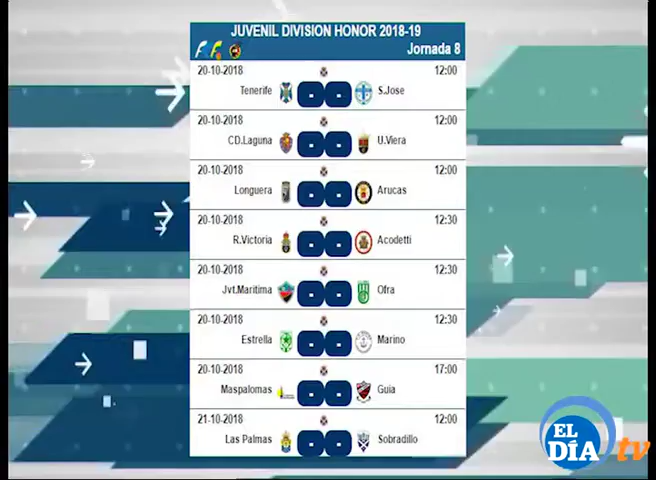 JUVENIL DIVISION HONOR 2018-19
Jornada 8
20-10-2018 12:00
Tenerife - - S.Jose
20-10-2018 12:00
CD.Laguna - - U.Viera
20-10-2018 12:00
Longuera - - Arucas
20-10-2018 12:30
R.Victoria - - Acodetti
20-10-2018 12:30
Jvt.Maritima - - Ofra
20-10-2018 12:30
Estrella - - Marino
20-10-2018 17:00
Maspalomas - - Guia
21-10-2018 12:00
Las Palmas - - Sobradillo
EL
DÍA tv